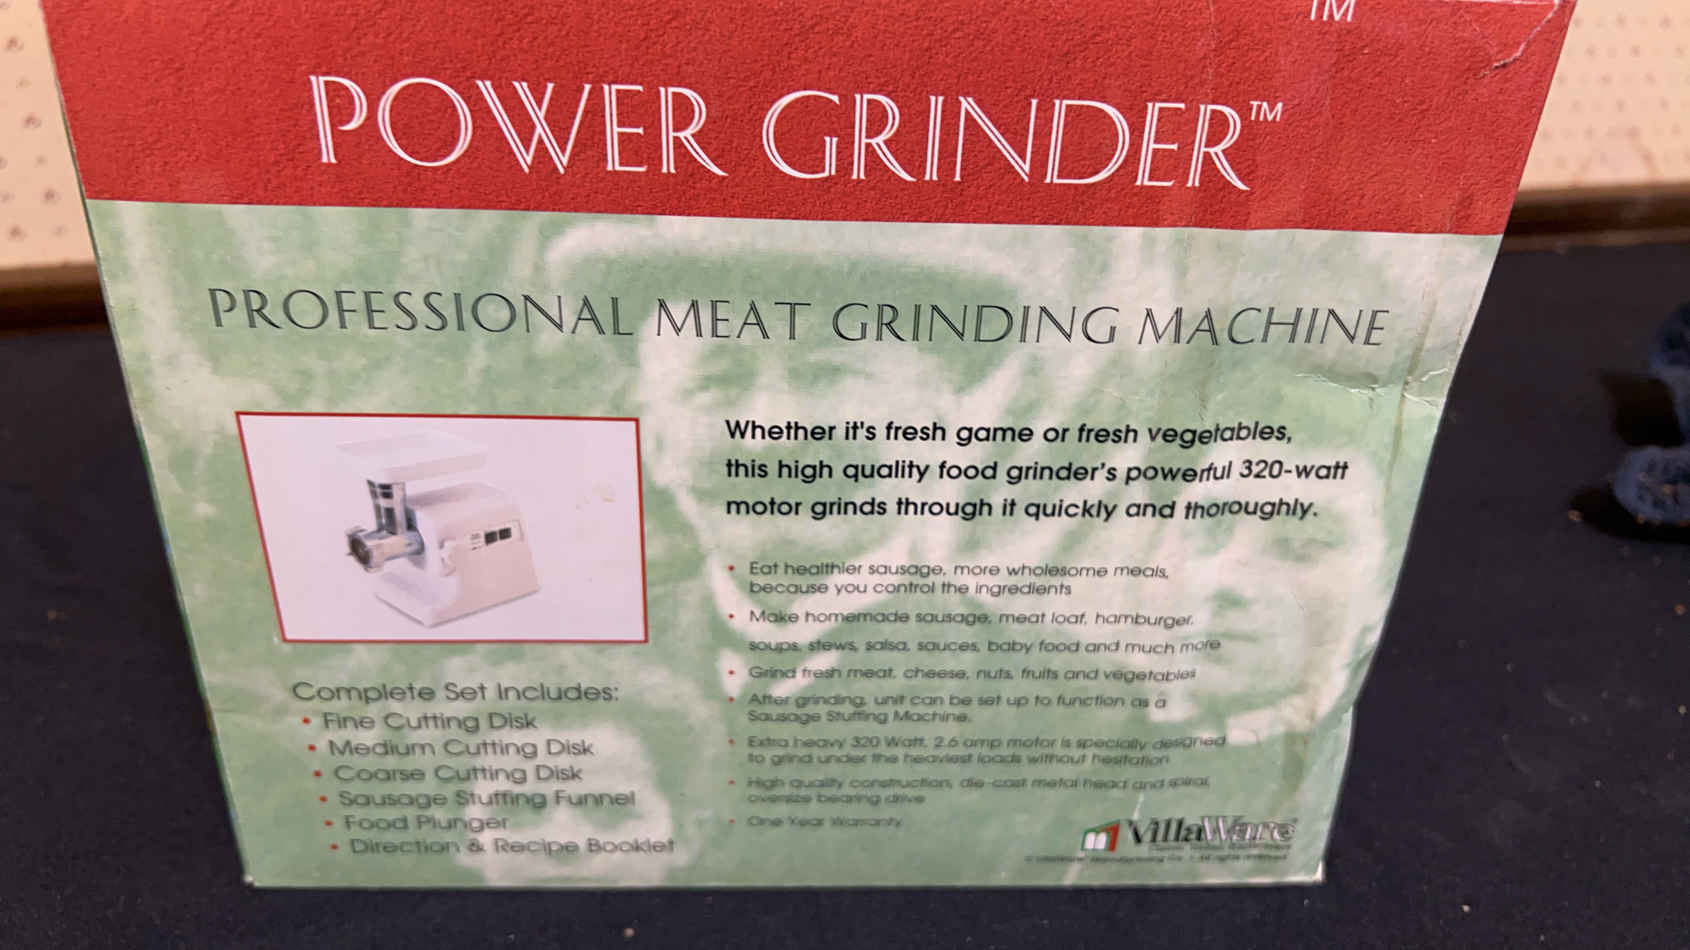 TM
POWER GRINDER™
PROFESSIONAL MEAT GRINDING MACHINE
Whether it's fresh game or fresh vegetables,
this high quality food grinder's powerful 320-watt
motor grinds through it quickly and thoroughly.
• Eat healthier sausage, more wholesome meals,
because you control the ingredients
• Make homemade sausage, meat loaf, hamburger,
soups, stews, salsa, sauces, baby food and much more
• Grind fresh meat, cheese, nuts, fruits and vegetables
• After grinding, unit can be set up to function as a
Sausage Stuffing Machine.
• Extra heavy 320 Watt, 2.6 amp motor is specially designed
to grind under the heaviest loads without hesitation
• High quality construction, die-cast metal head and spiral,
oversize bearing drive
• One Year Warranty
Complete Set Includes:
• Fine Cutting Disk
• Medium Cutting Disk
• Coarse Cutting Disk
• Sausage Stuffing Funnel
• Food Plunger
• Direction & Recipe Booklet
VillaWare